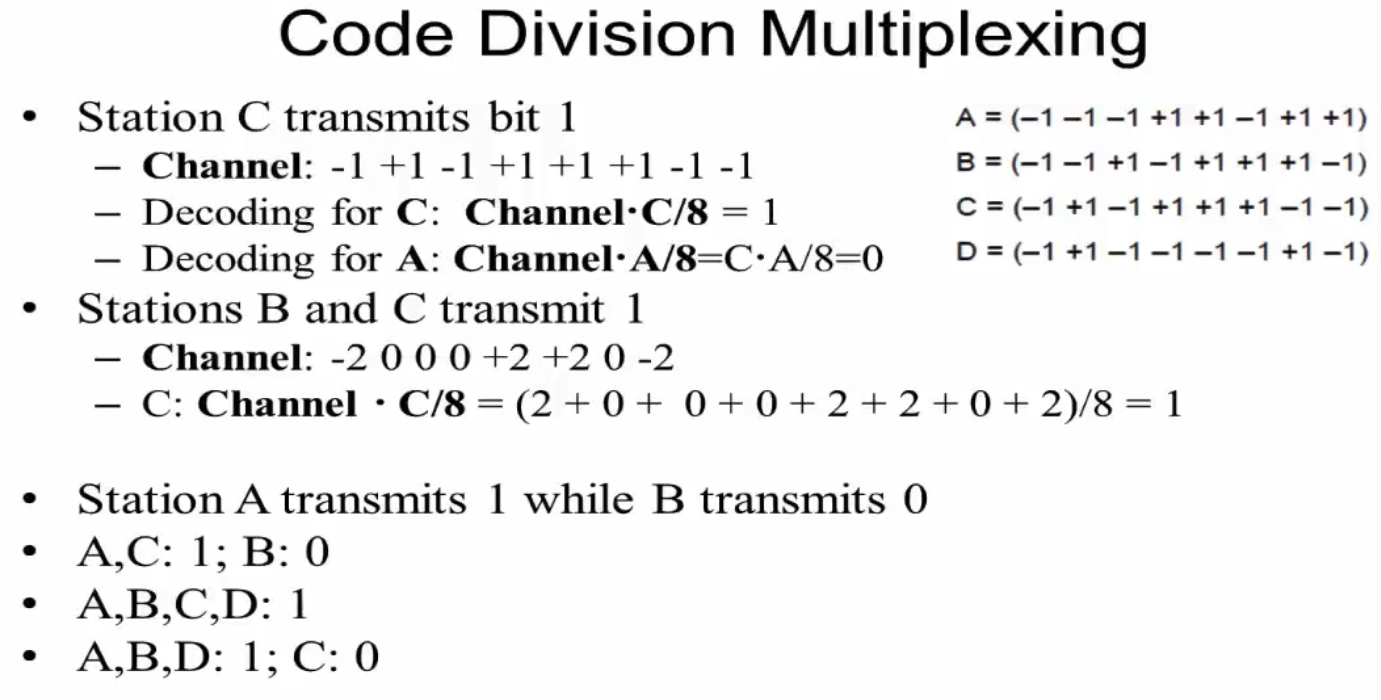 Code Division Multiplexing
• Station C transmits bit 1
– Channel: -1 +1 -1 +1 +1 +1 -1 -1
– Decoding for C: Channel·C/8 = 1
– Decoding for A: Channel·A/8=C·A/8=0
• Stations B and C transmit 1
– Channel: -2 0 0 0 +2 +2 0 -2
– C: Channel · C/8 = (2 + 0 + 0 + 0 + 2 + 2 + 0 + 2)/8 = 1
• Station A transmits 1 while B transmits 0
• A,C: 1; B: 0
• A,B,C,D: 1
• A,B,D: 1; C: 0
A = (–1 –1 –1 +1 +1 –1 +1 +1)
B = (–1 –1 +1 –1 +1 +1 +1 –1)
C = (–1 +1 –1 +1 +1 +1 –1 –1)
D = (–1 +1 –1 –1 –1 –1 +1 –1)